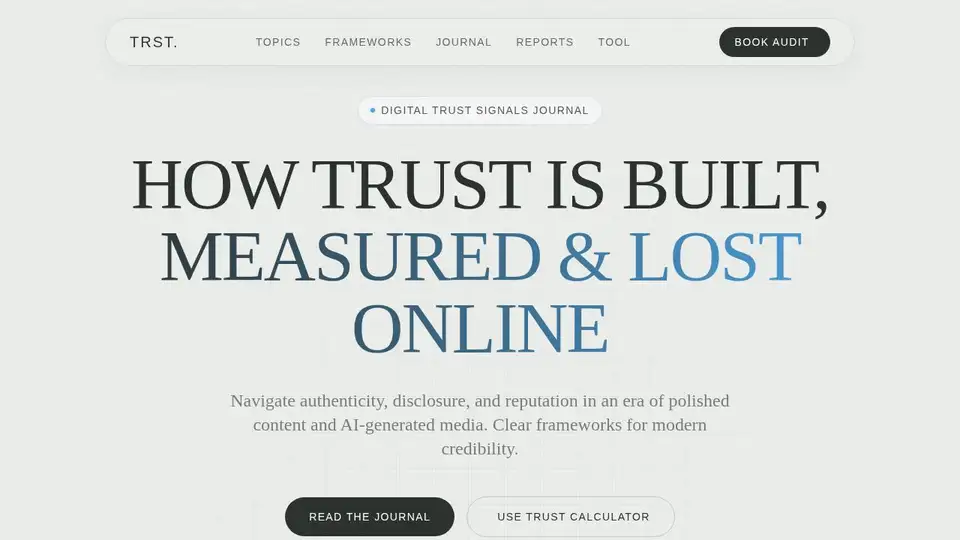 TRST.
TOPICS
FRAMEWORKS
JOURNAL
REPORTS
TOOL
BOOK AUDIT
DIGITAL TRUST SIGNALS JOURNAL
HOW TRUST IS BUILT,
MEASURED & LOST
ONLINE
Navigate authenticity, disclosure, and reputation in an era of polished
content and AI-generated media. Clear frameworks for modern
credibility.
READ THE JOURNAL
USE TRUST CALCULATOR